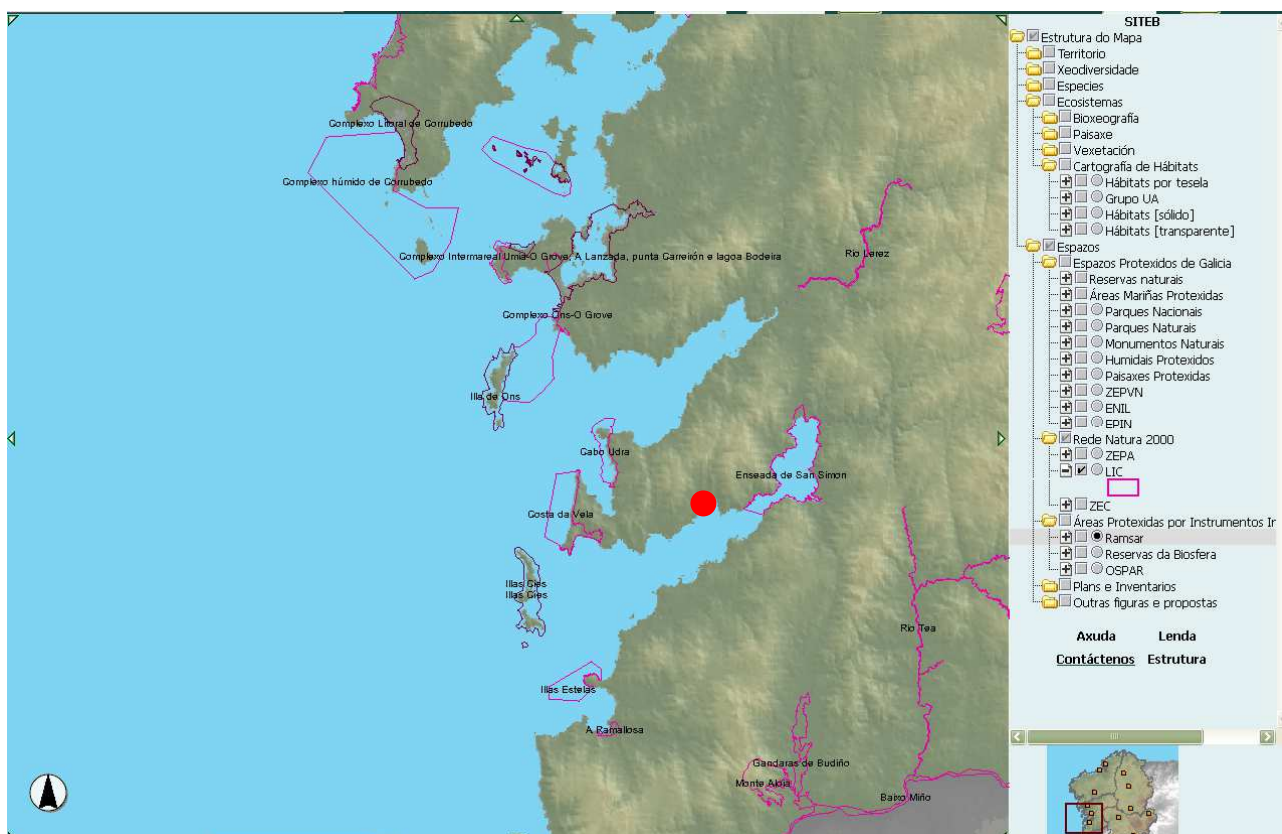 Complexo Litoral de Corrubedo
Complexo húmido de Corrubedo
Complexo Intermareal Umia-O Grove, A Lanzada, punta Carreirón e lagoa Bodeira
Río Lerez
Complexo Ons-O Grove
Illa de Ons
Cabo Udra
Enseada de San Simon
Costa da Vela
Illas Cíes
Illas Cíes
Río Tea
Illas Estelas
A Ramallosa
Gandaras de Budiño
Monte Aloia
Baixo Miño
SITEB
Estrutura do Mapa
Territorio
Xeodiversidade
Especies
Ecosistemas
Bioxeografía
Paisaxe
Vexetación
Cartografía de Hábitats
Hábitats por tesela
Grupo UA
Hábitats [sólido]
Hábitats [transparente]
Espazos
Espazos Protexidos de Galicia
Reservas naturais
Áreas Mariñas Protexidas
Parques Nacionais
Parques Naturais
Monumentos Naturais
Humidais Protexidos
Paisaxes Protexidas
ZEPVN
ENIL
EPIN
Rede Natura 2000
ZEPA
LIC
ZEC
Áreas Protexidas por Instrumentos Ir
Ramsar
Reservas da Biosfera
OSPAR
Plans e Inventarios
Outras figuras e propostas
Axuda Lenda
Contáctenos Estrutura